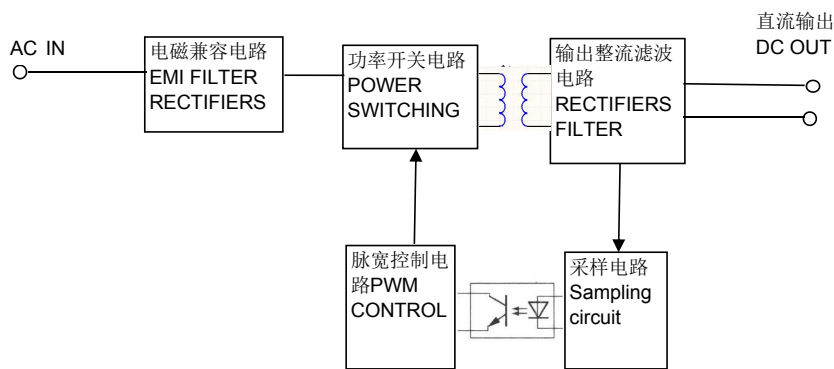 AC IN
电磁兼容电路
EMI FILTER
RECTIFIERS
功率开关电路
POWER
SWITCHING
输出整流滤波
电路
RECTIFIERS
FILTER
直流输出
DC OUT
脉宽控制电
路PWM
CONTROL
采样电路
Sampling
circuit